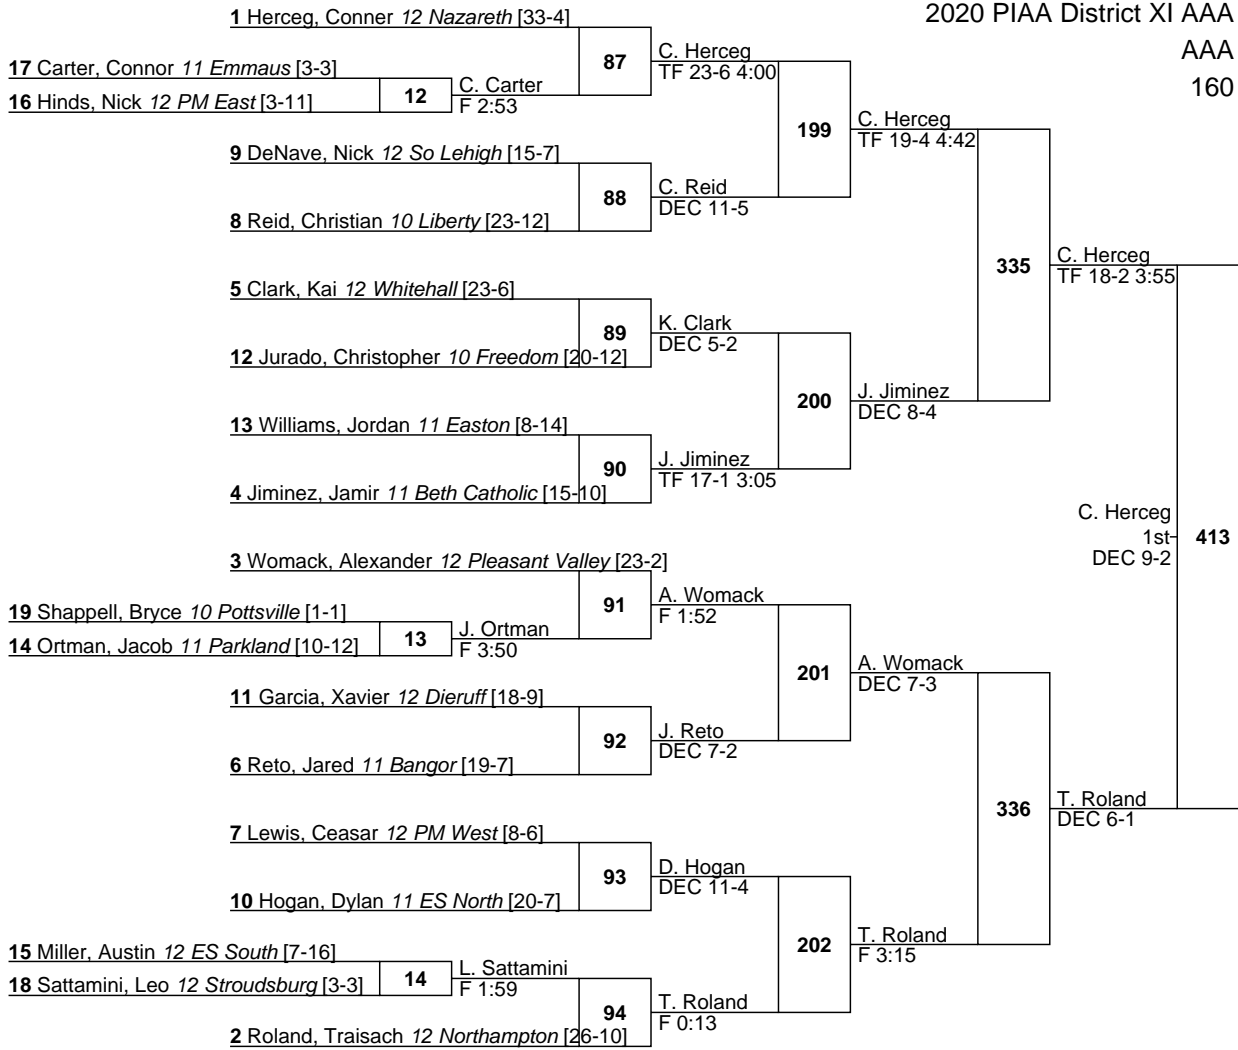 2020 PIAA District XI AAA
AAA
160
1 Herceg, Conner 12 Nazareth [33-4]
87
C. Herceg
TF 23-6 4:00
17 Carter, Connor 11 Emmaus [3-3]
12
C. Carter
F 2:53
16 Hinds, Nick 12 PM East [3-11]
199
C. Herceg
TF 19-4 4:42
9 DeNave, Nick 12 So Lehigh [15-7]
88
C. Reid
DEC 11-5
8 Reid, Christian 10 Liberty [23-12]
335
C. Herceg
TF 18-2 3:55
5 Clark, Kai 12 Whitehall [23-6]
89
K. Clark
DEC 5-2
12 Jurado, Christopher 10 Freedom [20-12]
200
J. Jiminez
DEC 8-4
13 Williams, Jordan 11 Easton [8-14]
90
J. Jiminez
TF 17-1 3:05
4 Jiminez, Jamir 11 Beth Catholic [15-10]
C. Herceg
1st
DEC 9-2
413
3 Womack, Alexander 12 Pleasant Valley [23-2]
91
A. Womack
F 1:52
19 Shappell, Bryce 10 Pottsville [1-1]
13
J. Ortman
F 3:50
14 Ortman, Jacob 11 Parkland [10-12]
201
A. Womack
DEC 7-3
11 Garcia, Xavier 12 Dieruff [18-9]
92
J. Reto
DEC 7-2
6 Reto, Jared 11 Bangor [19-7]
336
T. Roland
DEC 6-1
7 Lewis, Ceasar 12 PM West [8-6]
93
D. Hogan
DEC 11-4
10 Hogan, Dylan 11 ES North [20-7]
202
T. Roland
F 3:15
15 Miller, Austin 12 ES South [7-16]
14
L. Sattamini
F 1:59
18 Sattamini, Leo 12 Stroudsburg [3-3]
94
T. Roland
F 0:13
2 Roland, Traisach 12 Northampton [26-10]